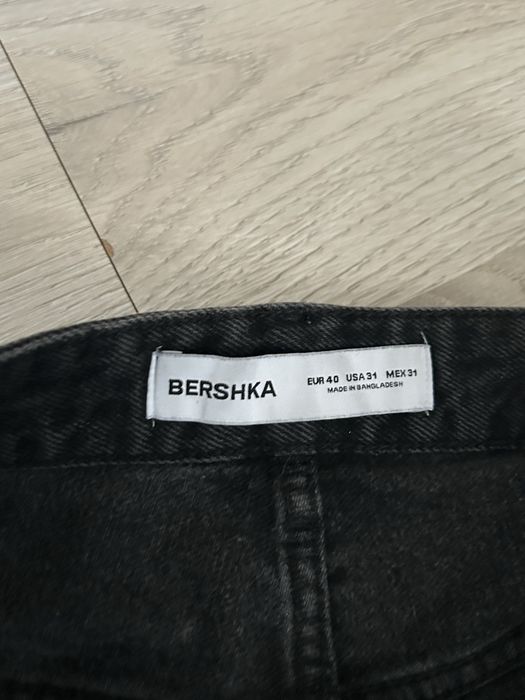 BERSHKA
EUR 40 USA 31 MEX 31
MADE IN BANGLADESH